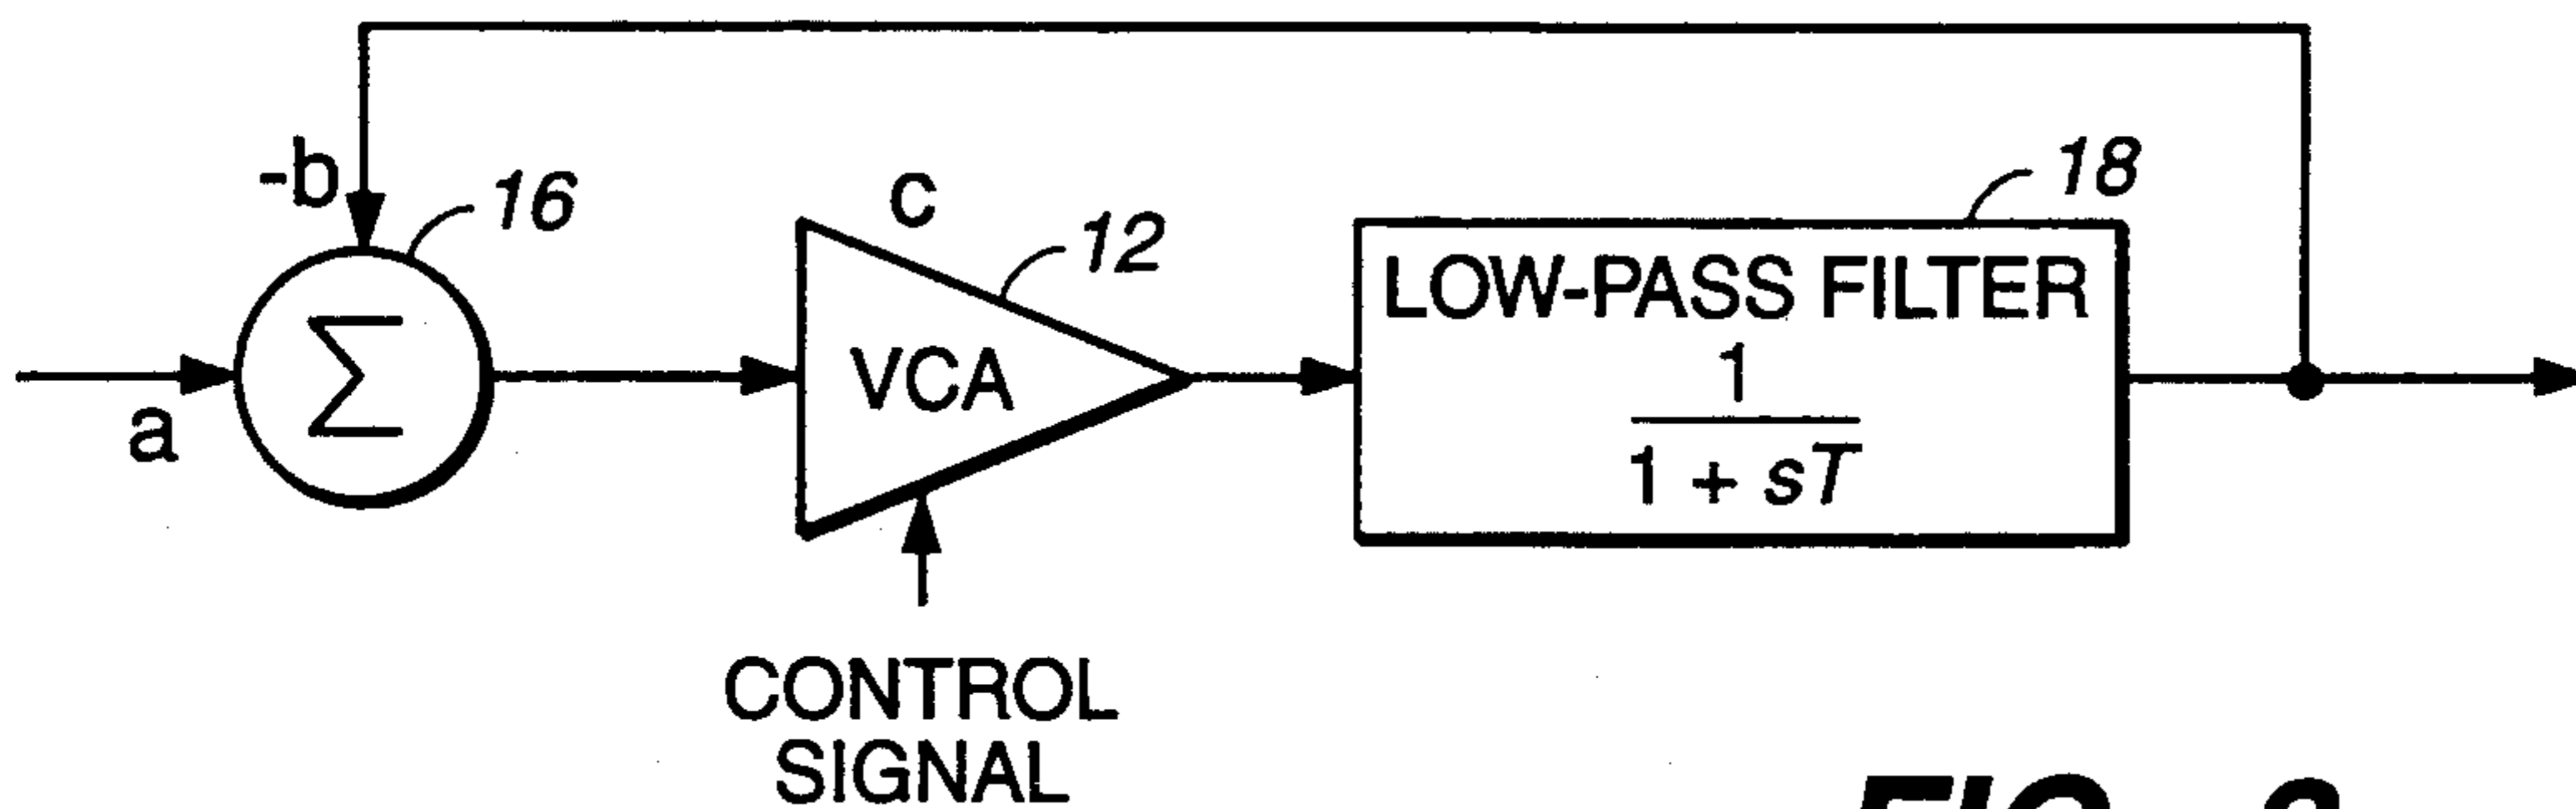 -b
16
c
12
18
a
Σ
VCA
LOW-PASS FILTER
1
1 + sT
CONTROL
SIGNAL